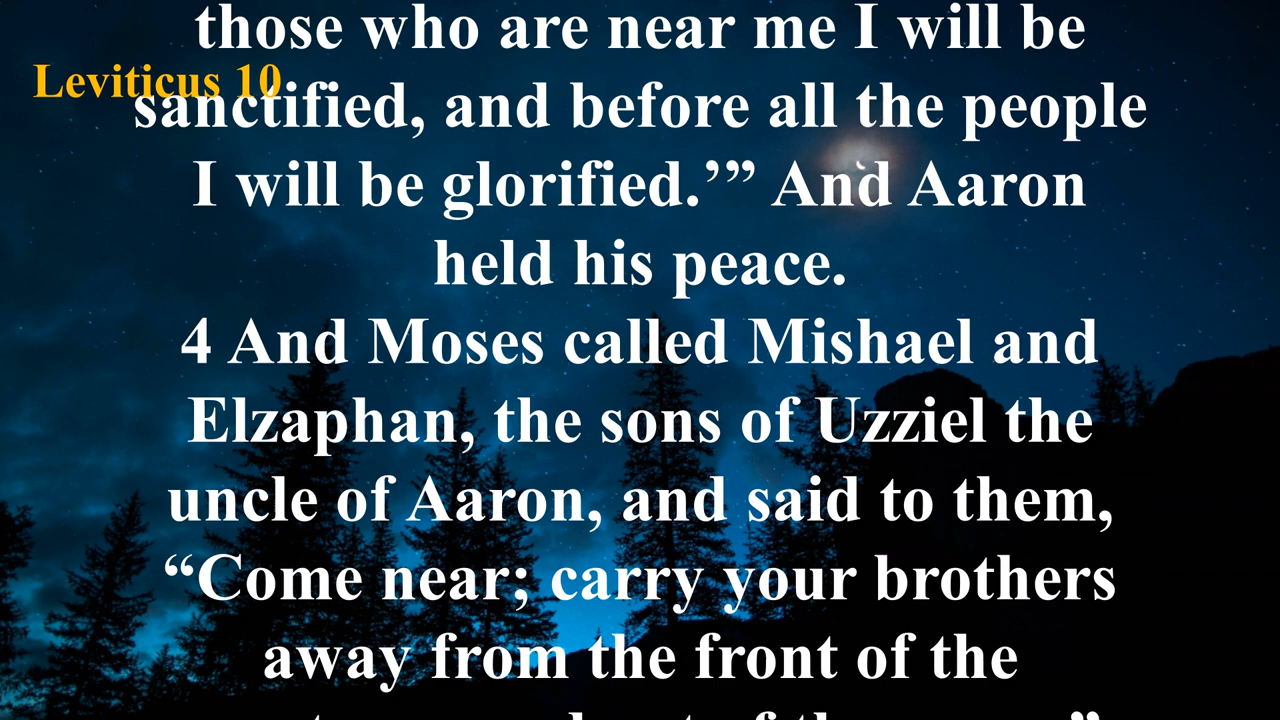 those who are near me I will be
Leviticus 10
sanctified, and before all the people
I will be glorified.’” And Aaron
held his peace.
4 And Moses called Mishael and
Elzaphan, the sons of Uzziel the
uncle of Aaron, and said to them,
“Come near; carry your brothers
away from the front of the